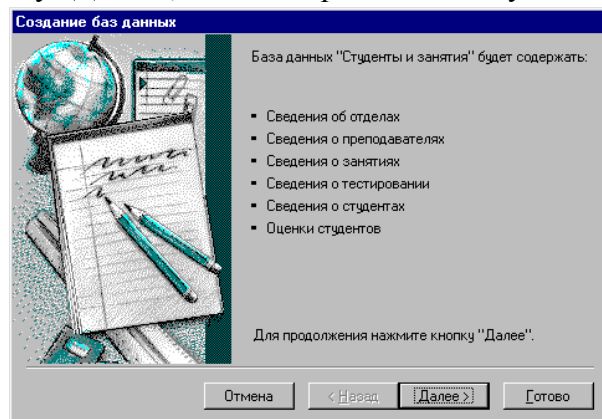 Создание баз данных
База данных "Студенты и занятия" будет содержать:
▪ Сведения об отделах
▪ Сведения о преподавателях
▪ Сведения о занятиях
▪ Сведения о тестировании
▪ Сведения о студентах
▪ Оценки студентов
Для продолжения нажмите кнопку "Далее".
Отмена < Назад Далее > Готово